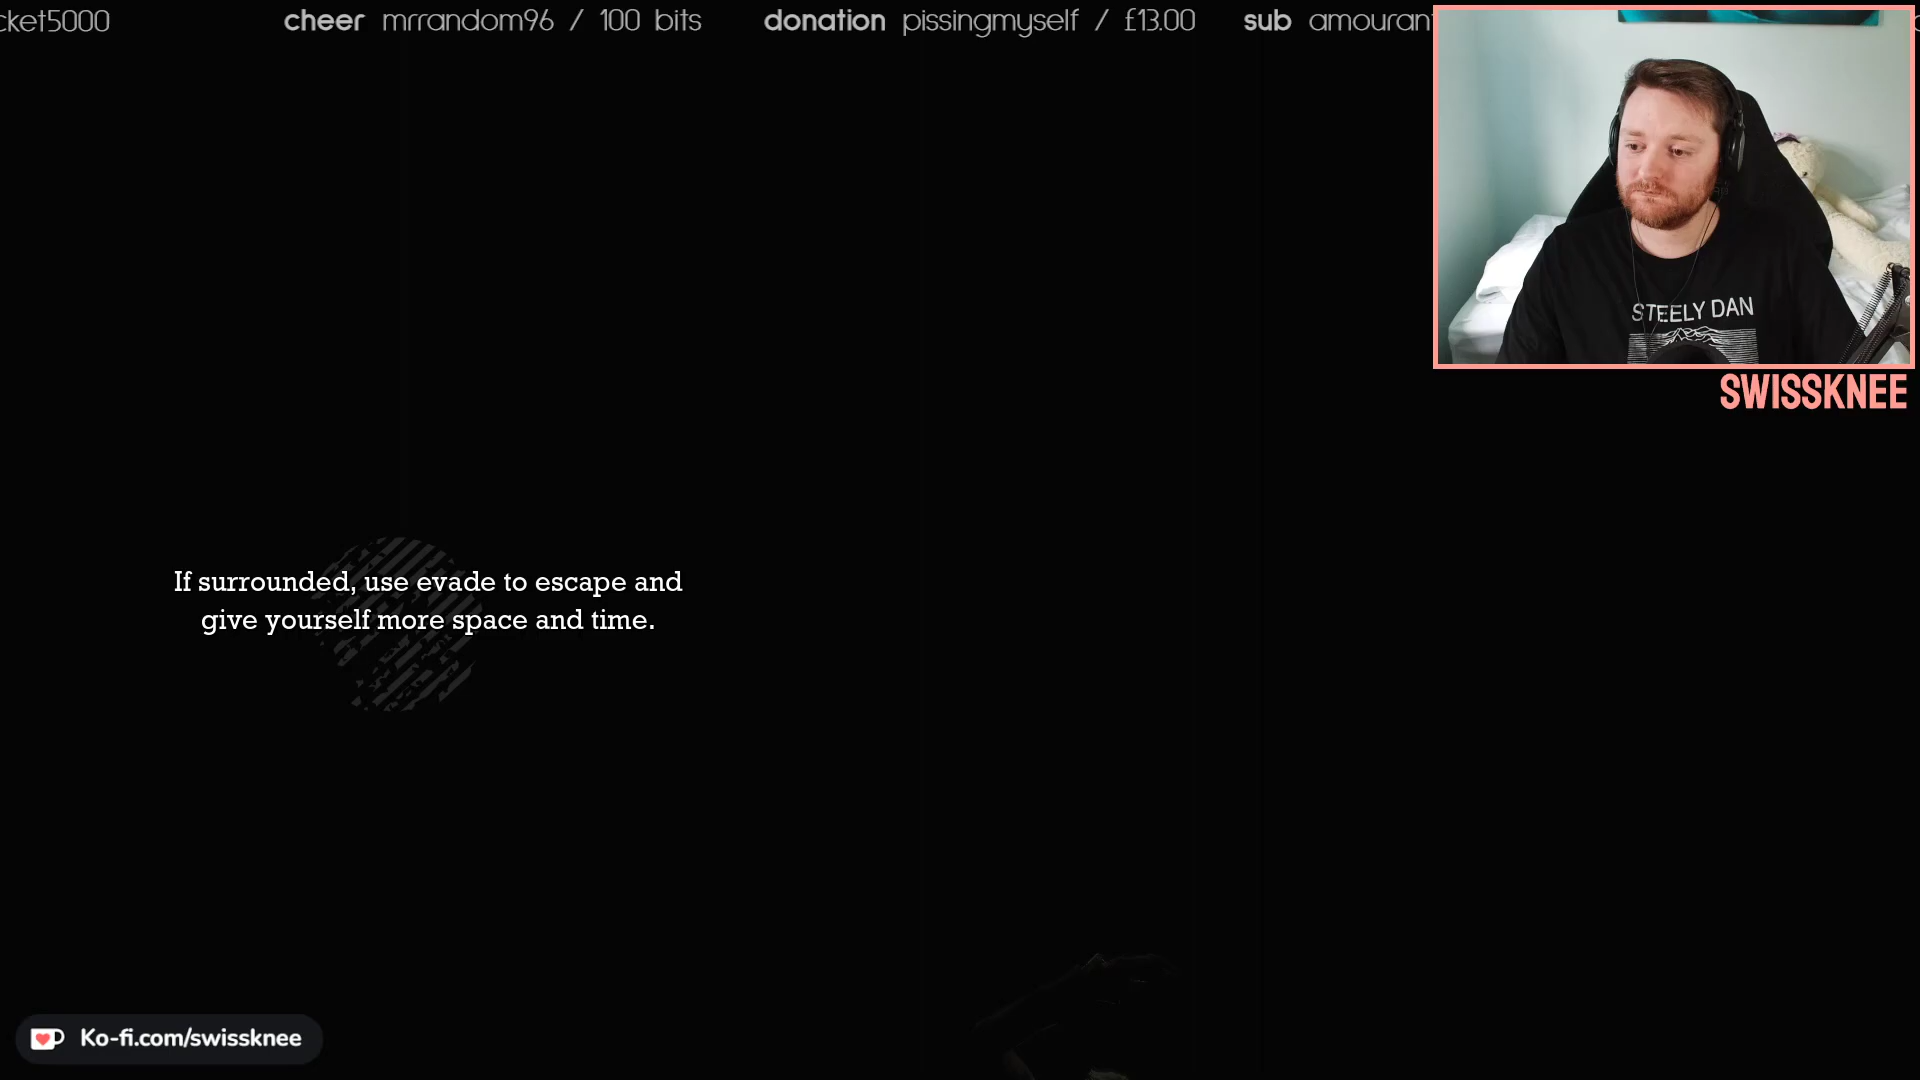 cket5000 cheer mrrandom96 / 100 bits donation pissingmyself / £13.00 sub amourant
STEELY DAN
SWISSKNEE
If surrounded, use evade to escape and
give yourself more space and time.
Ko-fi.com/swissknee